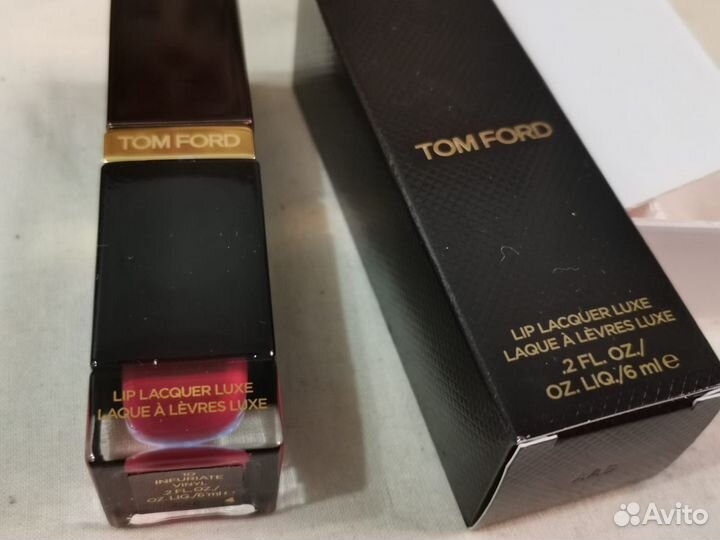 TOM FORD
LIP LACQUER LUXE
LAQUE À LÈVRES LUXE
10
INFURIATE
VINYL
.2 FL. OZ./
OZ. LIQ./6 ml e
TOM FORD
LIP LACQUER LUXE
LAQUE À LÈVRES LUXE
.2 FL. OZ./
OZ. LIQ./6 ml e
Avito